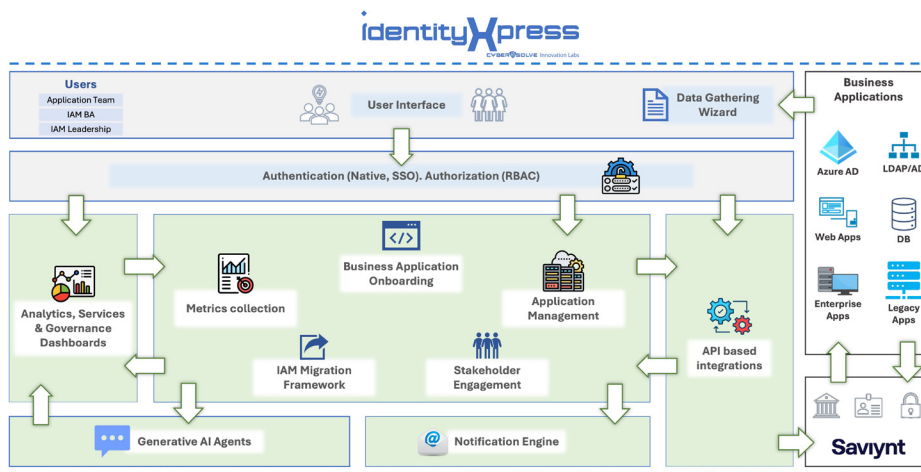 identityXpress
CYBERSOLVE Innovation Labs
Users
Application Team
IAM BA
IAM Leadership
User Interface
Data Gathering
Wizard
Business
Applications
Azure AD
LDAP/AD
Web Apps
DB
Enterprise
Apps
Legacy
Apps
Authentication (Native, SSO). Authorization (RBAC)
Analytics, Services
& Governance
Dashboards
Metrics collection
</>
Business Application
Onboarding
Application
Management
IAM Migration
Framework
Stakeholder
Engagement
API based
integrations
Generative AI Agents
@
Notification Engine
Saviynt